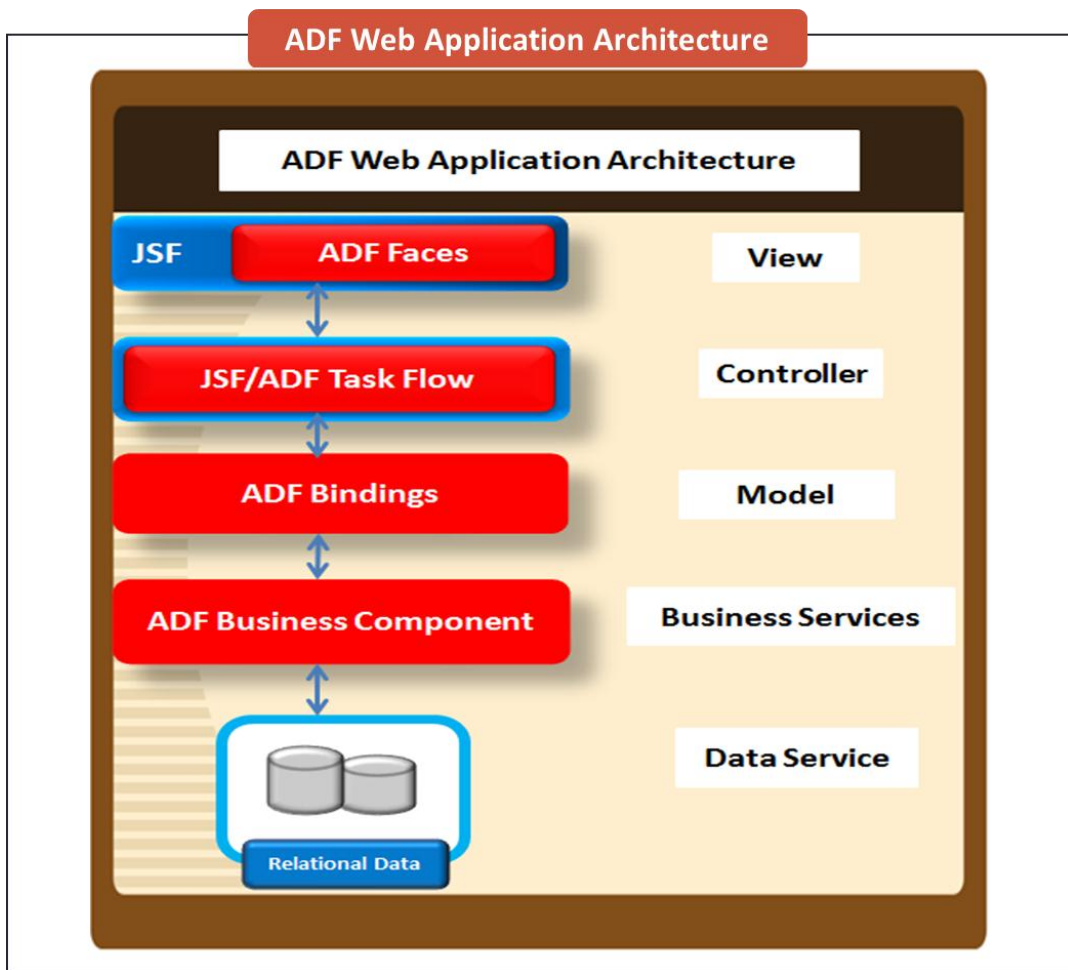 ADF Web Application Architecture
ADF Web Application Architecture
JSF
ADF Faces
View
JSF/ADF Task Flow
Controller
ADF Bindings
Model
ADF Business Component
Business Services
Data Service
Relational Data